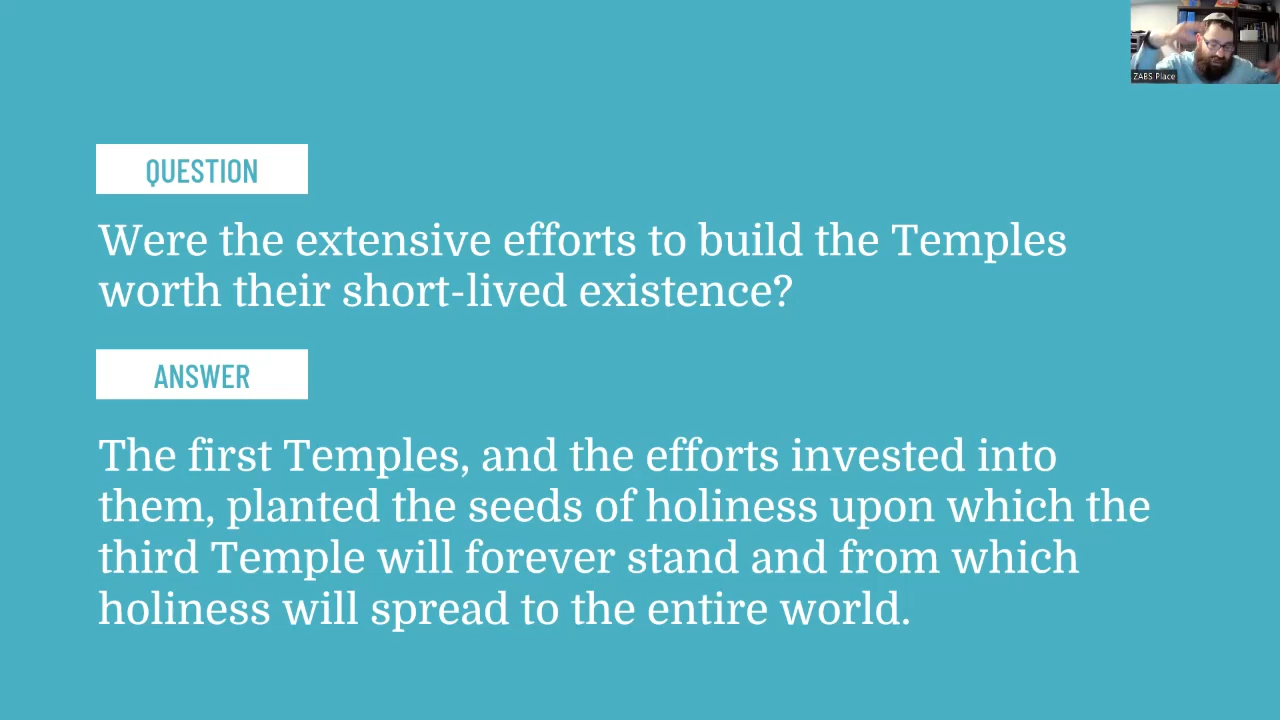 ZABS Place
QUESTION
Were the extensive efforts to build the Temples
worth their short-lived existence?
ANSWER
The first Temples, and the efforts invested into
them, planted the seeds of holiness upon which the
third Temple will forever stand and from which
holiness will spread to the entire world.